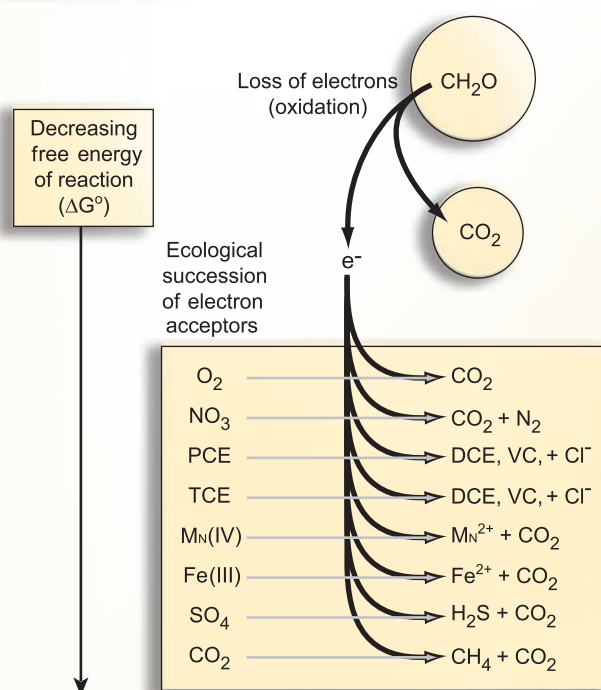 Loss of electrons
(oxidation)
CH₂O
Decreasing
free energy
of reaction
(ΔGº)
CO₂
Ecological
succession
of electron
acceptors
e⁻
O₂ CO₂
NO₃ CO₂ + N₂
PCE DCE, VC, + Cl⁻
TCE DCE, VC, + Cl⁻
MN(IV) MN²⁺ + CO₂
Fe(III) Fe²⁺ + CO₂
SO₄ H₂S + CO₂
CO₂ CH₄ + CO₂